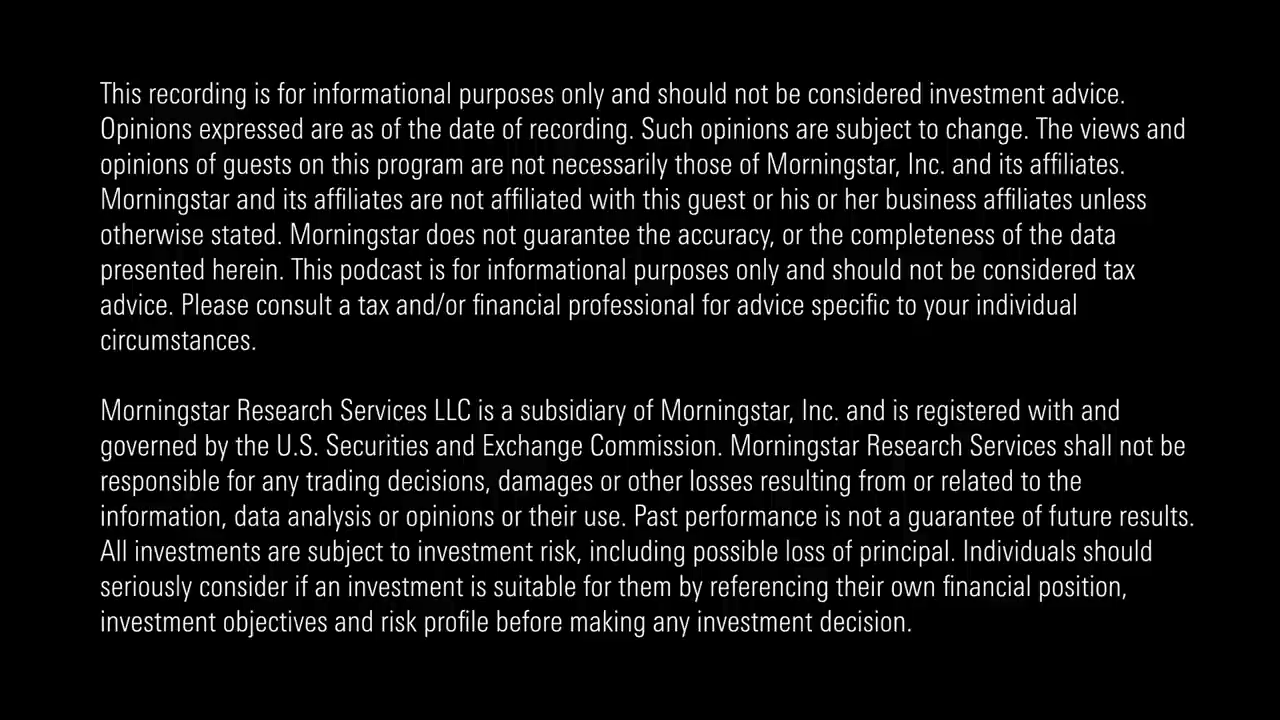 This recording is for informational purposes only and should not be considered investment advice.
Opinions expressed are as of the date of recording. Such opinions are subject to change. The views and
opinions of guests on this program are not necessarily those of Morningstar, Inc. and its affiliates.
Morningstar and its affiliates are not affiliated with this guest or his or her business affiliates unless
otherwise stated. Morningstar does not guarantee the accuracy, or the completeness of the data
presented herein. This podcast is for informational purposes only and should not be considered tax
advice. Please consult a tax and/or financial professional for advice specific to your individual
circumstances.
Morningstar Research Services LLC is a subsidiary of Morningstar, Inc. and is registered with and
governed by the U.S. Securities and Exchange Commission. Morningstar Research Services shall not be
responsible for any trading decisions, damages or other losses resulting from or related to the
information, data analysis or opinions or their use. Past performance is not a guarantee of future results.
All investments are subject to investment risk, including possible loss of principal. Individuals should
seriously consider if an investment is suitable for them by referencing their own financial position,
investment objectives and risk profile before making any investment decision.